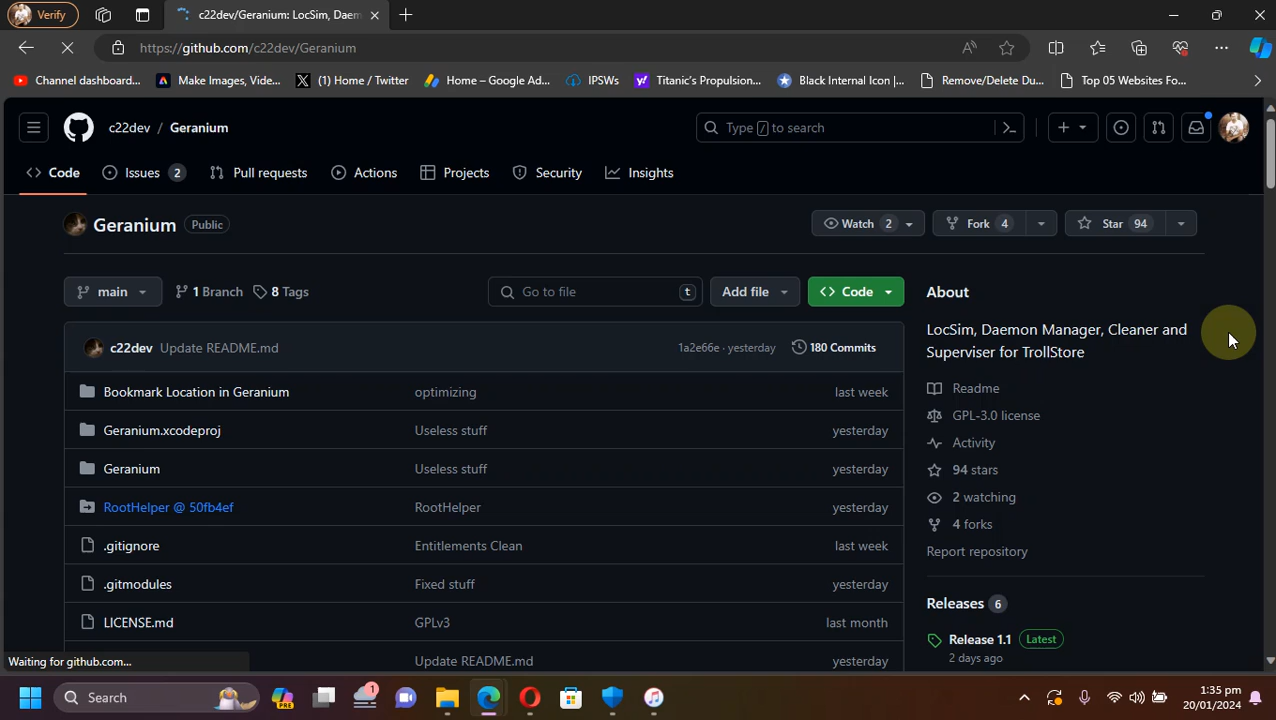 Verify
c22dev/Geranium: LocSim, Daem
https://github.com/c22dev/Geranium
Channel dashboard...
Make Images, Vide...
(1) Home / Twitter
Home – Google Ad...
IPSWs
Titanic's Propulsion...
Black Internal Icon |...
Remove/Delete Du...
Top 05 Websites Fo...
c22dev / Geranium
Type / to search
Code
Issues 2
Pull requests
Actions
Projects
Security
Insights
Geranium Public
Watch 2
Fork 4
Star 94
main
1 Branch
8 Tags
Go to file t
Add file
Code
c22dev Update README.md
1a2e66e · yesterday
180 Commits
Bookmark Location in Geranium optimizing last week
Geranium.xcodeproj Useless stuff yesterday
Geranium Useless stuff yesterday
RootHelper @ 50fb4ef RootHelper yesterday
.gitignore Entitlements Clean last week
.gitmodules Fixed stuff yesterday
LICENSE.md GPLv3 last month
Update README.md yesterday
About
LocSim, Daemon Manager, Cleaner and
Superviser for TrollStore
Readme
GPL-3.0 license
Activity
94 stars
2 watching
4 forks
Report repository
Releases 6
Release 1.1 Latest
2 days ago
Waiting for github.com...
Search
PRE
1
1:35 pm
20/01/2024